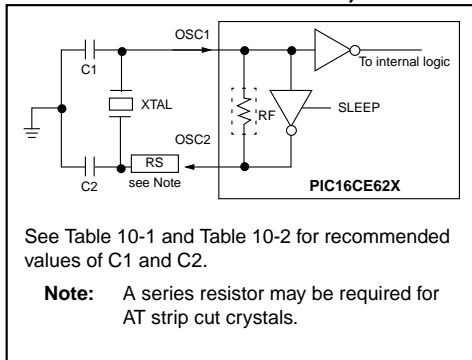 OSC1
C1
To internal logic
XTAL
RF
SLEEP
OSC2
C2
RS
see Note
PIC16CE62X
See Table 10-1 and Table 10-2 for recommended
values of C1 and C2.
Note: A series resistor may be required for
AT strip cut crystals.